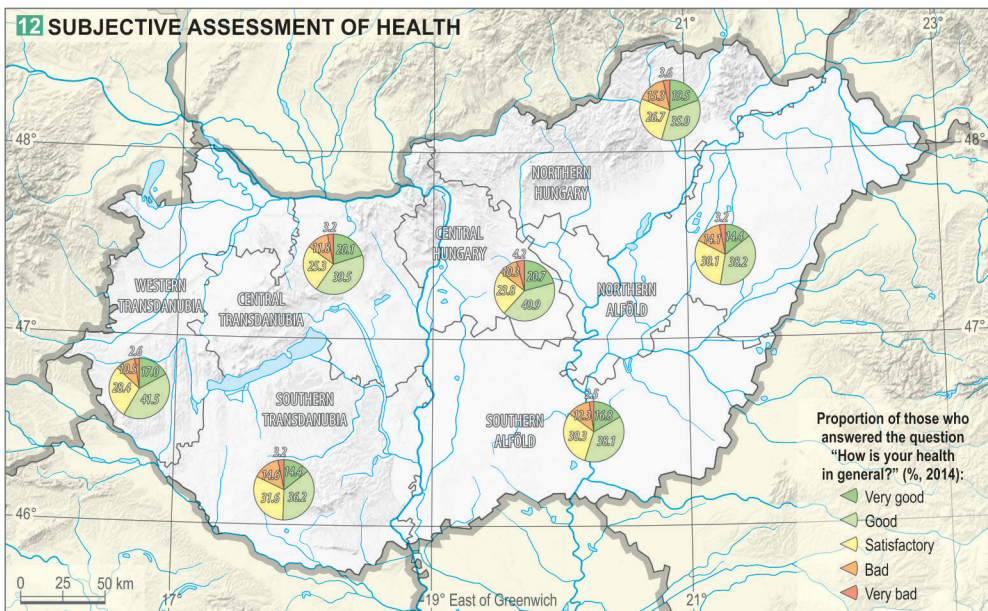 12 SUBJECTIVE ASSESSMENT OF HEALTH
21°
23°
48°
48°
3.6
15.3
19.5
26.7
35.0
NORTHERN
HUNGARY
3.2
11.8
20.1
25.3
39.5
CENTRAL
HUNGARY
4.2
10.3
20.7
23.8
40.9
3.2
14.1
14.4
30.1
38.2
WESTERN
TRANSDANUBIA
CENTRAL
TRANSDANUBIA
NORTHERN
ALFÖLD
47°
47°
2.6
10.5
17.0
28.4
41.5
SOUTHERN
TRANSDANUBIA
SOUTHERN
ALFÖLD
2.5
12.3
16.8
30.3
38.1
3.2
14.6
14.4
31.6
36.2
Proportion of those who
answered the question
“How is your health
in general?” (%, 2014):
Very good
Good
Satisfactory
Bad
Very bad
46°
46°
0 25 50 km
17°
19° East of Greenwich
21°